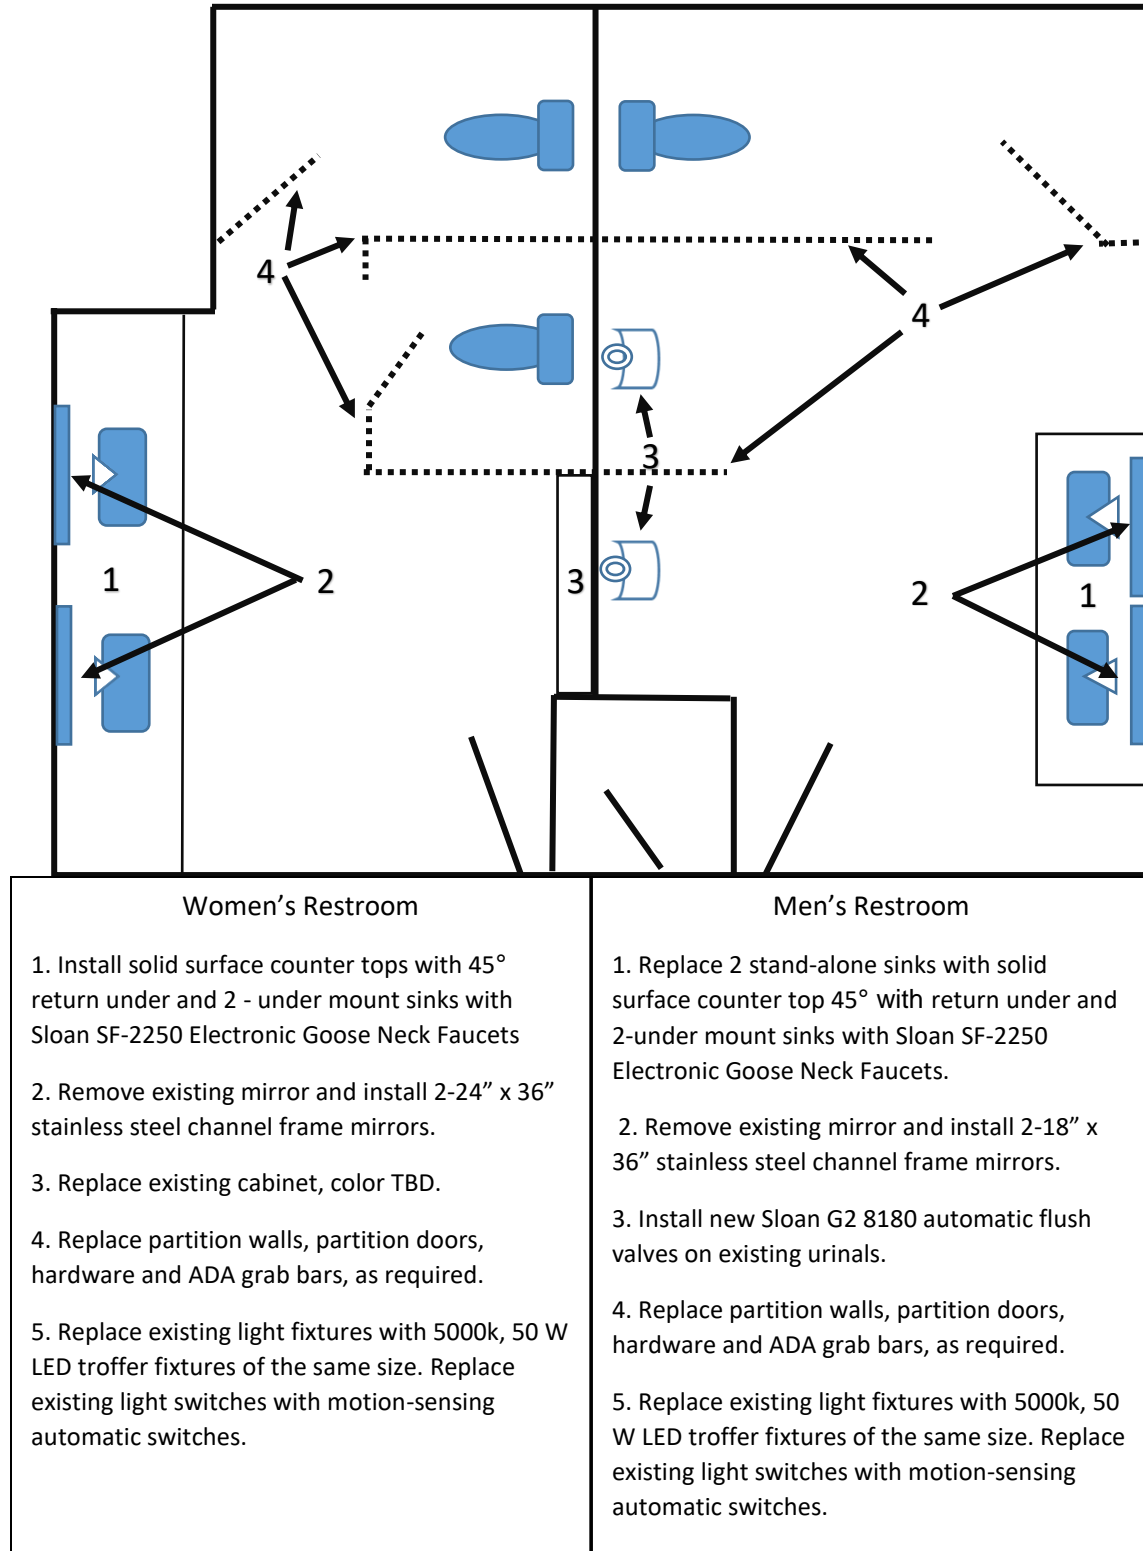 4
4
3
1
2
3
2
1
Women’s Restroom
1. Install solid surface counter tops with 45°
return under and 2 - under mount sinks with
Sloan SF-2250 Electronic Goose Neck Faucets
2. Remove existing mirror and install 2-24” x 36”
stainless steel channel frame mirrors.
3. Replace existing cabinet, color TBD.
4. Replace partition walls, partition doors,
hardware and ADA grab bars, as required.
5. Replace existing light fixtures with 5000k, 50 W
LED troffer fixtures of the same size. Replace
existing light switches with motion-sensing
automatic switches.
Men’s Restroom
1. Replace 2 stand-alone sinks with solid
surface counter top 45° with return under and
2-under mount sinks with Sloan SF-2250
Electronic Goose Neck Faucets.
2. Remove existing mirror and install 2-18” x
36” stainless steel channel frame mirrors.
3. Install new Sloan G2 8180 automatic flush
valves on existing urinals.
4. Replace partition walls, partition doors,
hardware and ADA grab bars, as required.
5. Replace existing light fixtures with 5000k, 50
W LED troffer fixtures of the same size. Replace
existing light switches with motion-sensing
automatic switches.